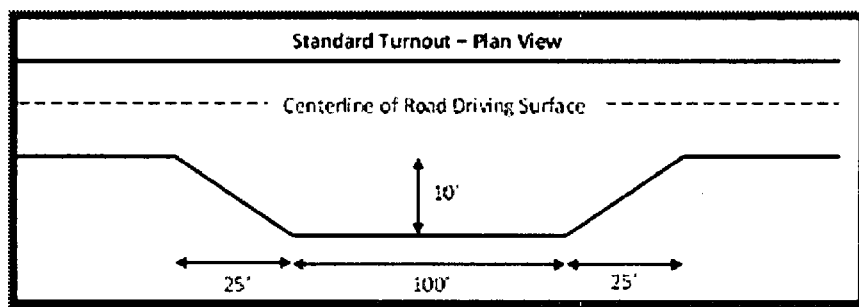 Standard Turnout – Plan View
Centerline of Road Driving Surface
10'
25'
100'
25'